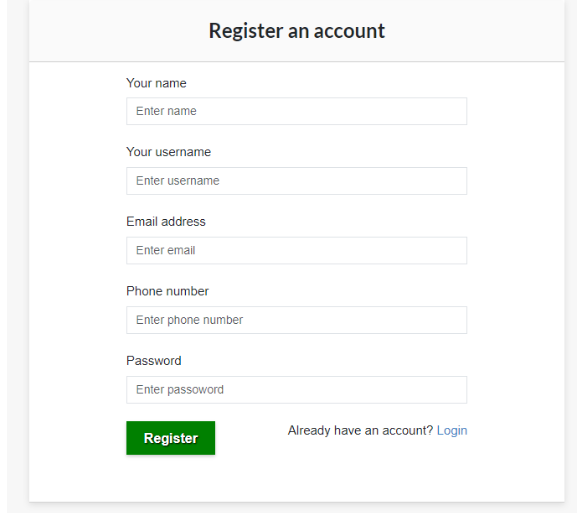 Register an account
Your name
Enter name
Your username
Enter username
Email address
Enter email
Phone number
Enter phone number
Password
Enter passoword
Register
Already have an account? Login